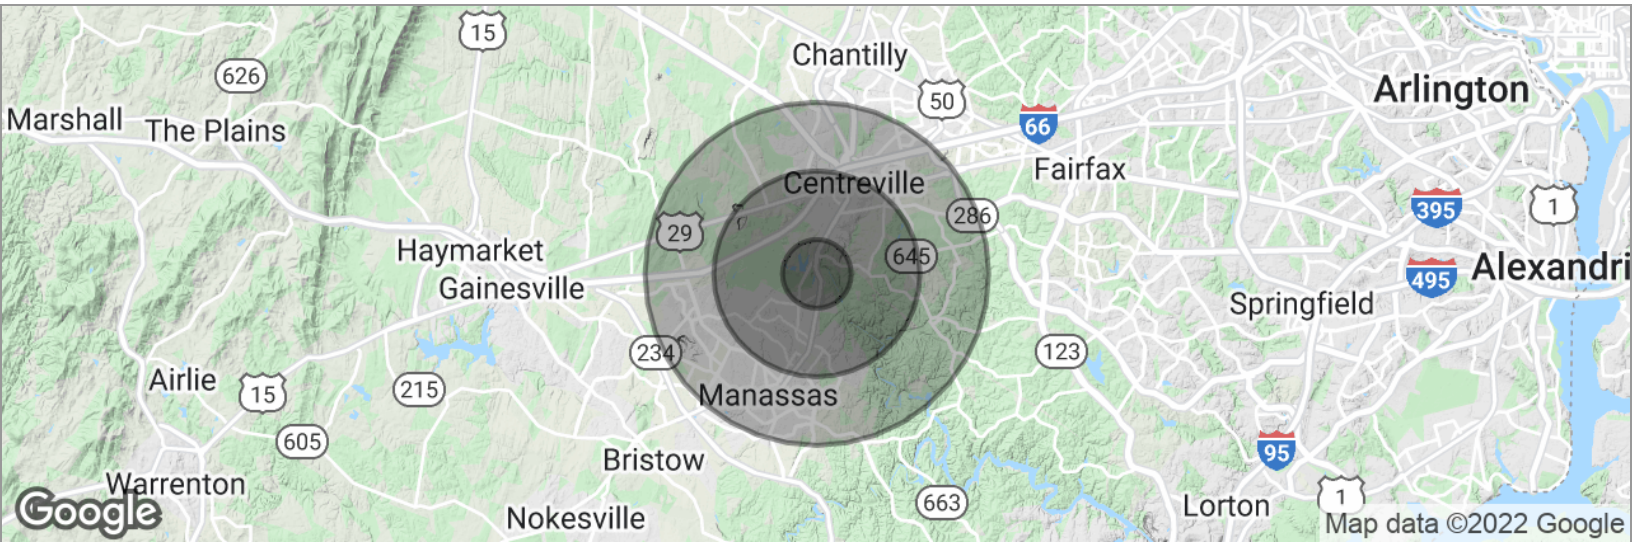 15
Chantilly
626
50
Arlington
Marshall
The Plains
66
Fairfax
Centreville
395
1
286
29
Haymarket
645
Gainesville
495
Alexandri
Springfield
234
123
Airlie
15
215
Manassas
605
95
Bristow
Warrenton
663
1
Lorton
Google
Nokesville
Map data ©2022 Google